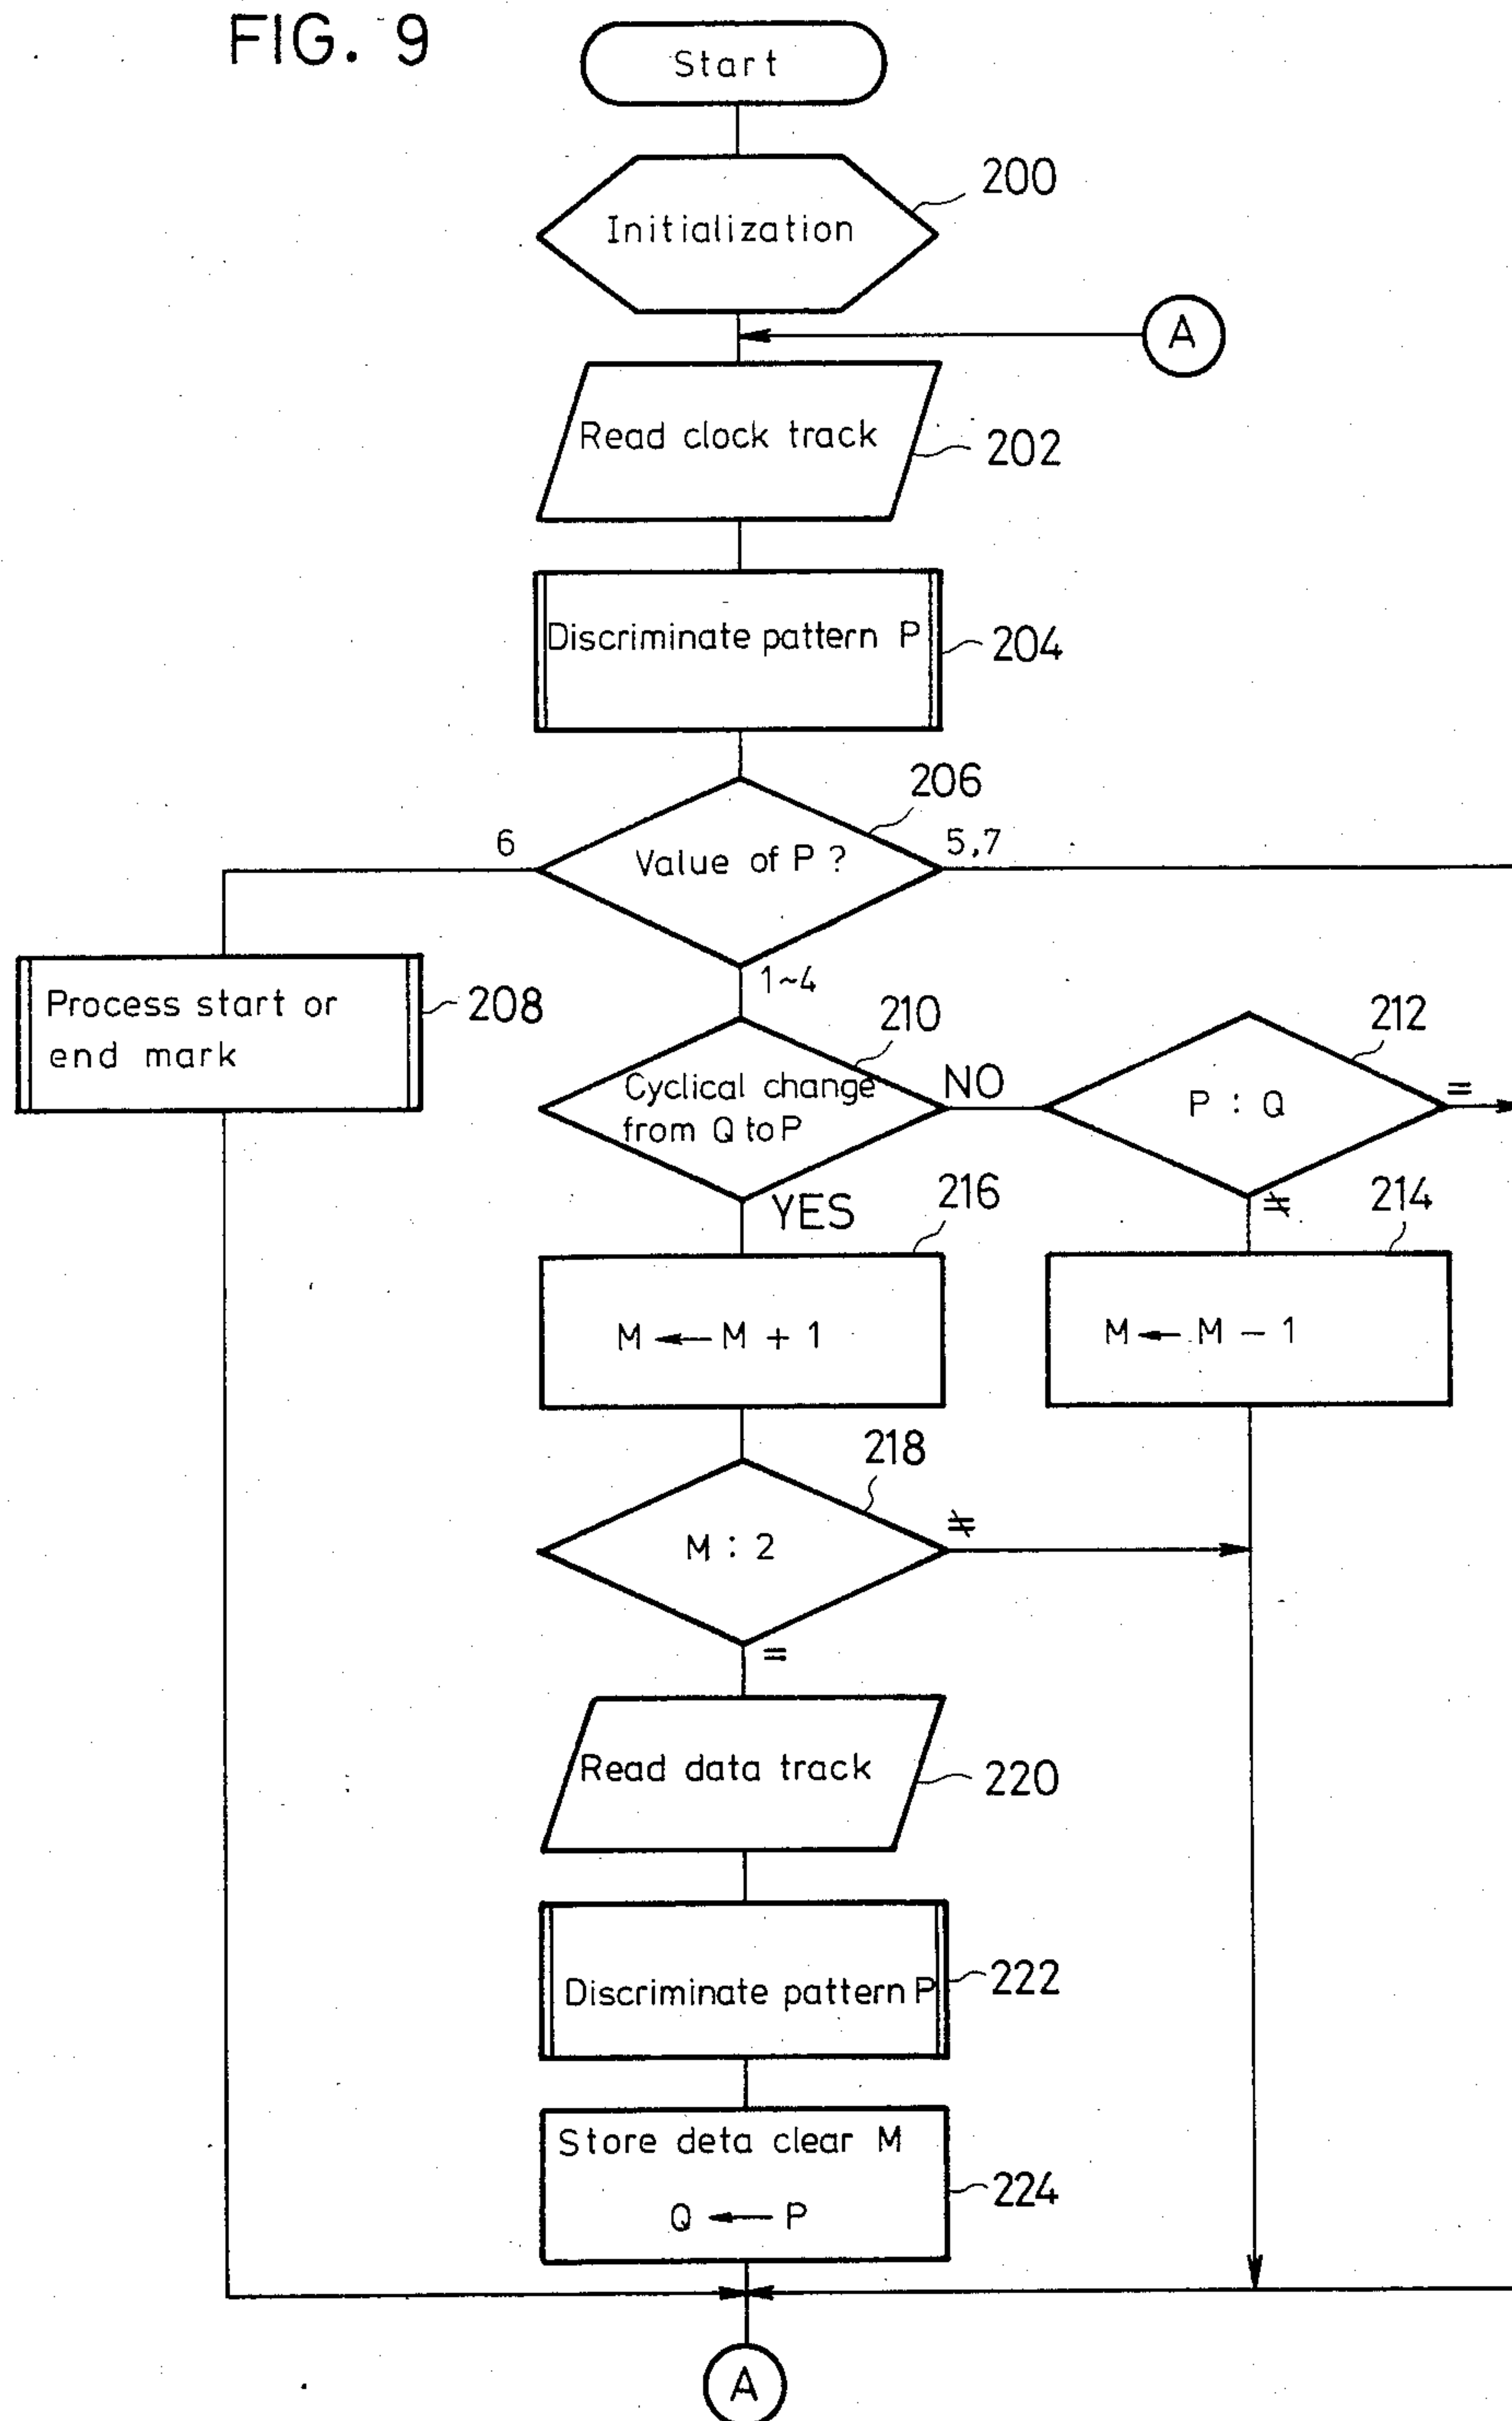 FIG. 9
Start
200
Initialization
A
Read clock track
202
Discriminate pattern P
204
206
6
Value of P ?
5,7
1~4
Process start or
end mark
208
210
212
Cyclical change
from Q to P
NO
P : Q
=
YES
≠
216
214
M ← M + 1
M ← M - 1
218
M : 2
≠
=
Read data track
220
Discriminate pattern P
222
Store deta clear M
Q ← P
224
A